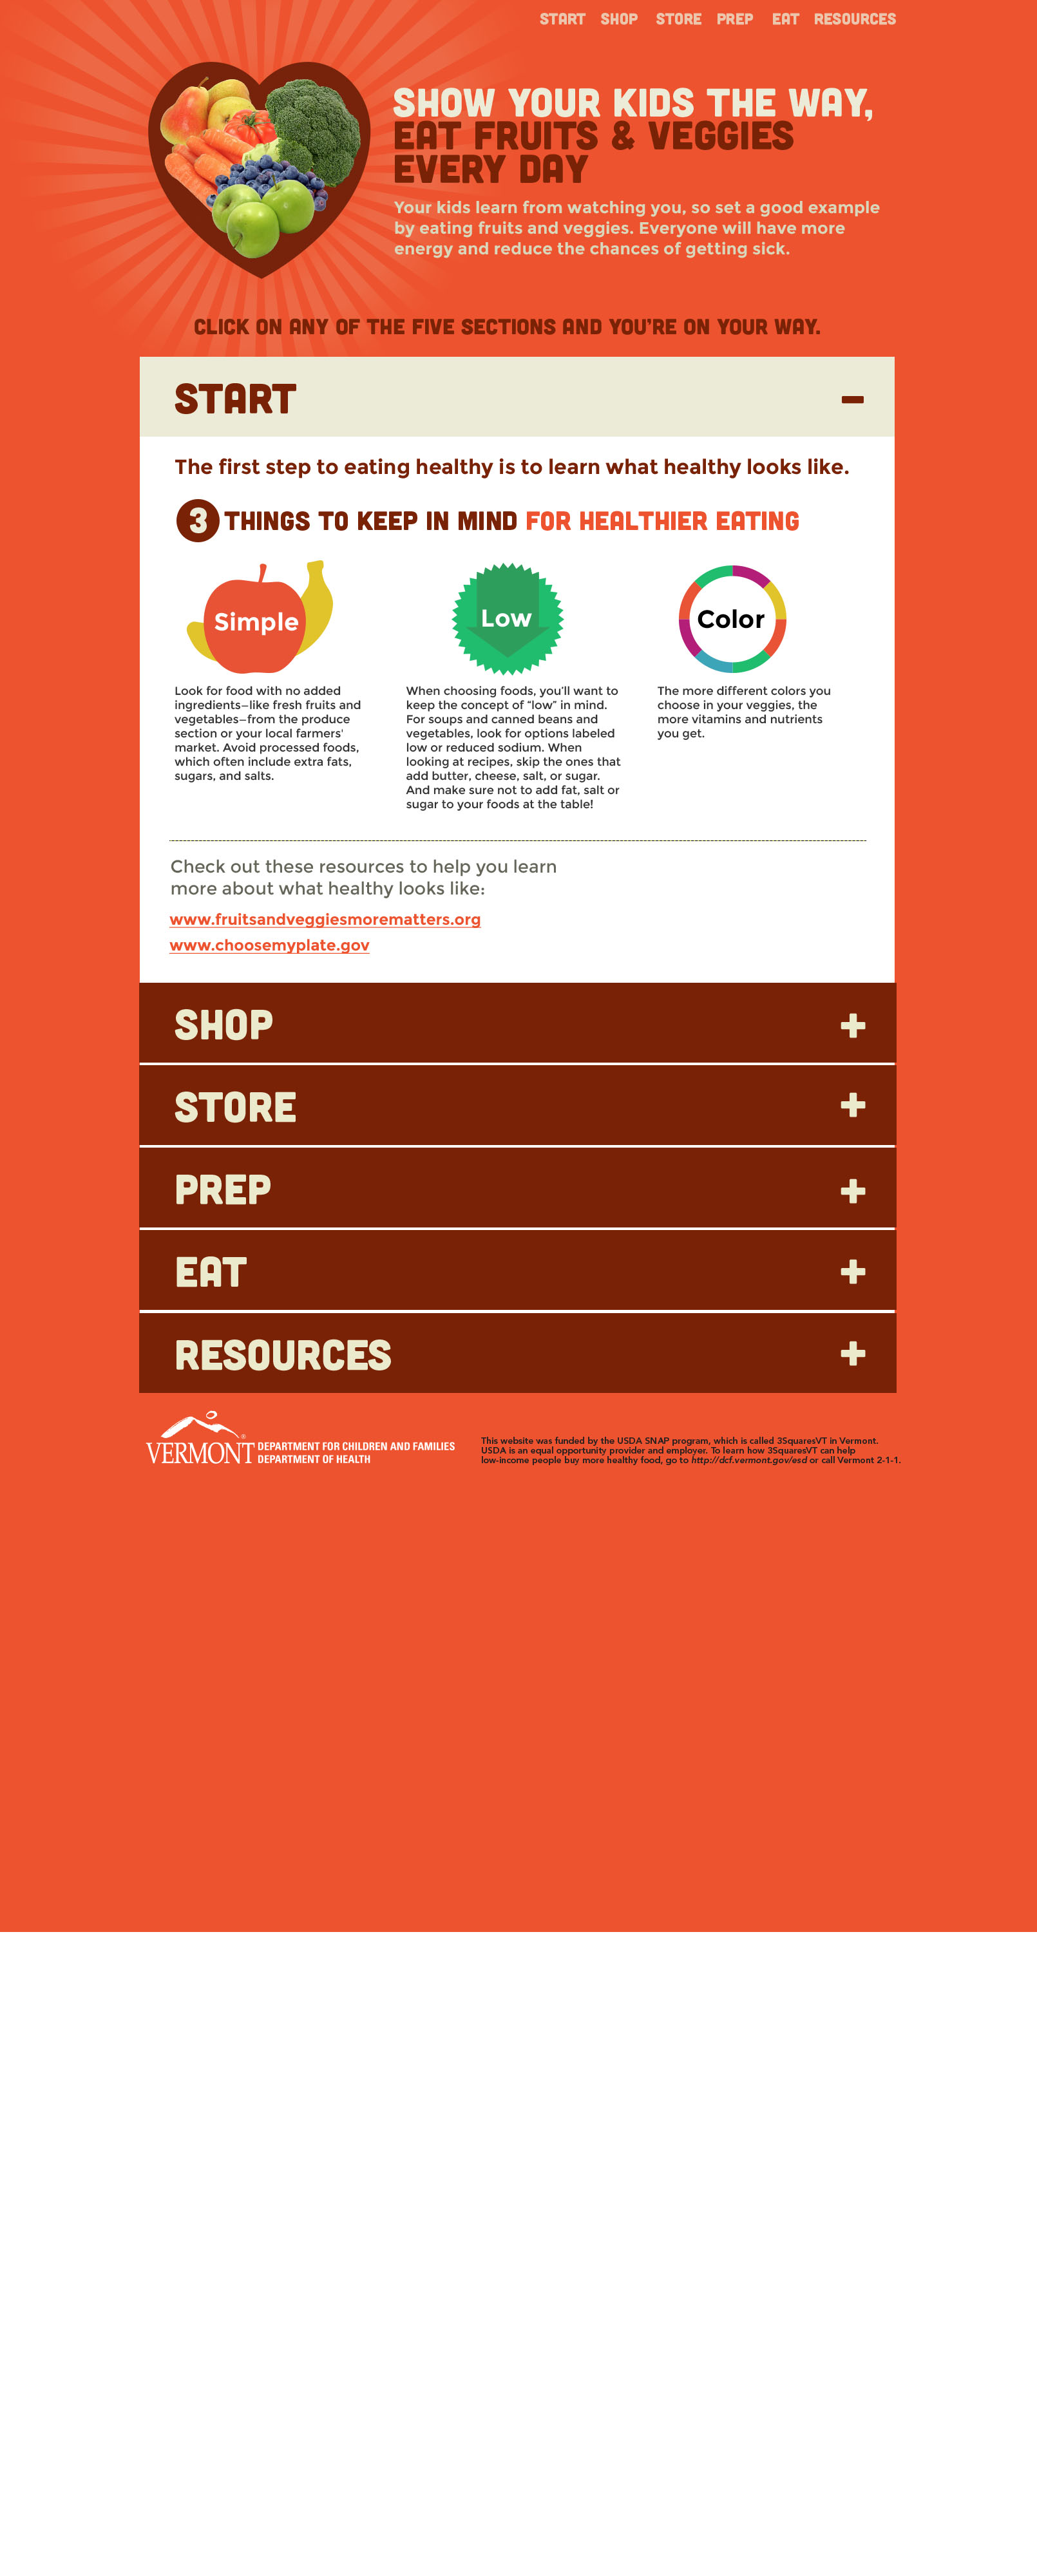 START SHOP STORE PREP EAT RESOURCES
SHOW YOUR KIDS THE WAY,
EAT FRUITS & VEGGIES
EVERY DAY
Your kids learn from watching you, so set a good example
by eating fruits and veggies. Everyone will have more
energy and reduce the chances of getting sick.
CLICK ON ANY OF THE FIVE SECTIONS AND YOU'RE ON YOUR WAY.
START
The first step to eating healthy is to learn what healthy looks like.
3 THINGS TO KEEP IN MIND FOR HEALTHIER EATING
Simple
Look for food with no added
ingredients—like fresh fruits and
vegetables—from the produce
section or your local farmers'
market. Avoid processed foods,
which often include extra fats,
sugars, and salts.
Low
When choosing foods, you'll want to
keep the concept of "low" in mind.
For soups and canned beans and
vegetables, look for options labeled
low or reduced sodium. When
looking at recipes, skip the ones that
add butter, cheese, salt, or sugar.
And make sure not to add fat, salt or
sugar to your foods at the table!
Color
The more different colors you
choose in your veggies, the
more vitamins and nutrients
you get.
Check out these resources to help you learn
more about what healthy looks like:
www.fruitsandveggiesmorematters.org
www.choosemyplate.gov
SHOP
STORE
PREP
EAT
RESOURCES
VERMONT®
DEPARTMENT FOR CHILDREN AND FAMILIES
DEPARTMENT OF HEALTH
This website was funded by the USDA SNAP program, which is called 3SquaresVT in Vermont.
USDA is an equal opportunity provider and employer. To learn how 3SquaresVT can help
low-income people buy more healthy food, go to http://dcf.vermont.gov/esd or call Vermont 2-1-1.